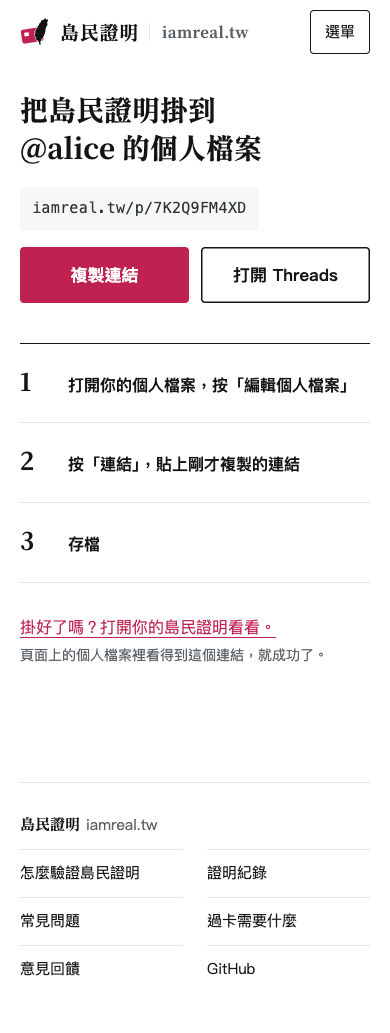 島民證明 iamreal.tw 選單
把島民證明掛到
@alice 的個人檔案
iamreal.tw/p/7K2Q9FM4XD
複製連結 打開 Threads
1 打開你的個人檔案，按「編輯個人檔案」
2 按「連結」，貼上剛才複製的連結
3 存檔
掛好了嗎？打開你的島民證明看看。
頁面上的個人檔案裡看得到這個連結，就成功了。
島民證明 iamreal.tw
怎麼驗證島民證明 證明紀錄
常見問題 過卡需要什麼
意見回饋 GitHub